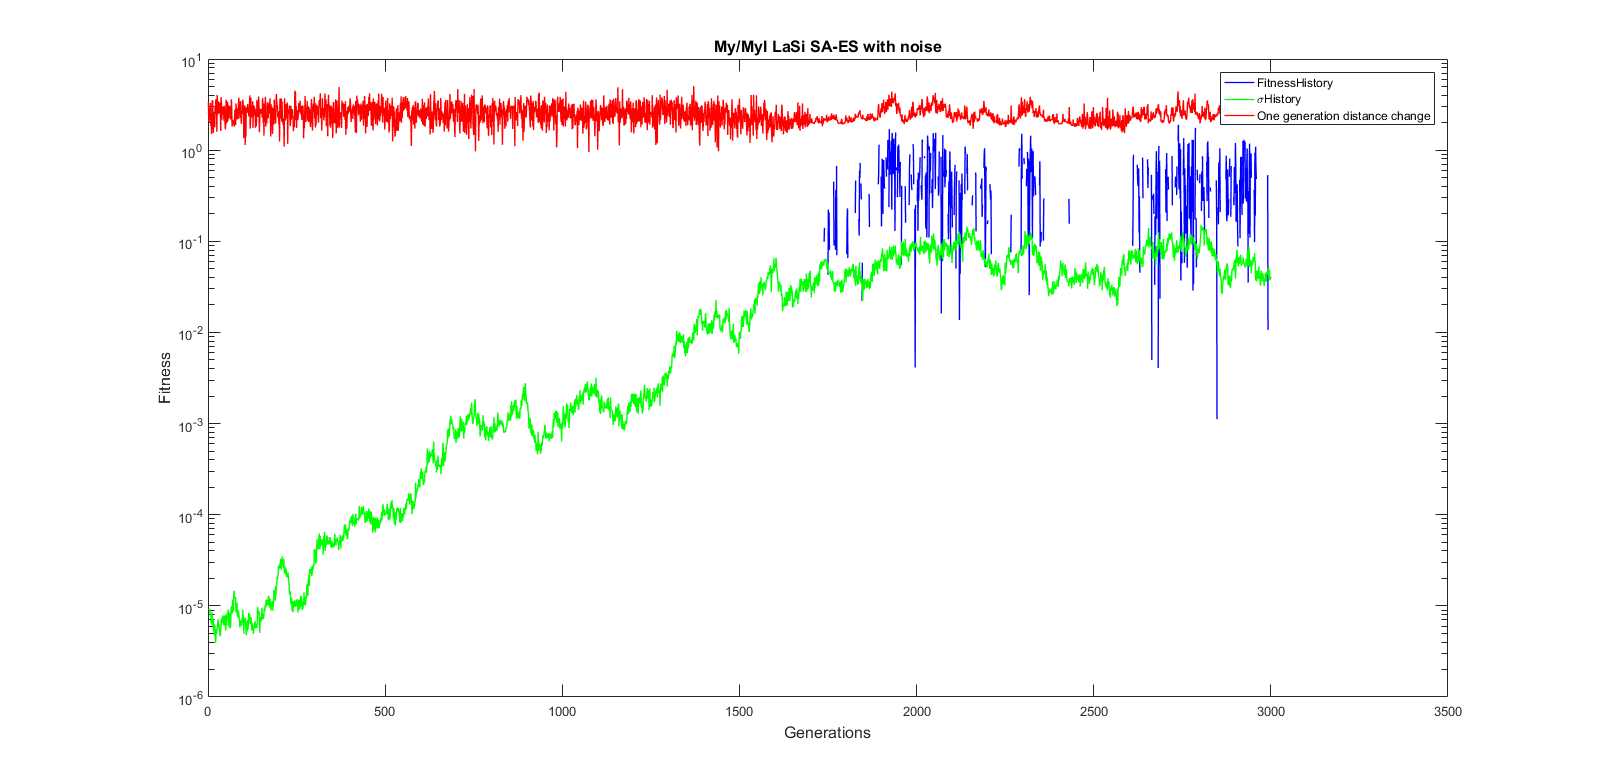 My/MyI LaSi SA-ES with noise
FitnessHistory
σHistory
One generation distance change
Fitness
10^1
10^0
10^-1
10^-2
10^-3
10^-4
10^-5
10^-6
0 500 1000 1500 2000 2500 3000 3500
Generations